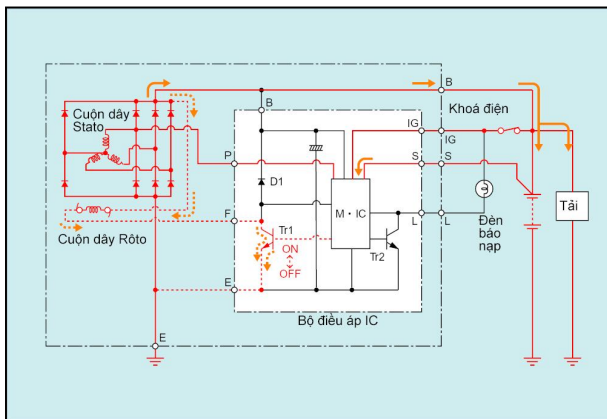 B
Cuộn dây
Stato
Khoá điện
B
IG
IG
P
S
S
D1
M • IC
Tải
F
Tr1
L
L
Đèn
báo
nạp
Cuộn dây Rôto
ON
OFF
Tr2
E
Bộ điều áp IC
E